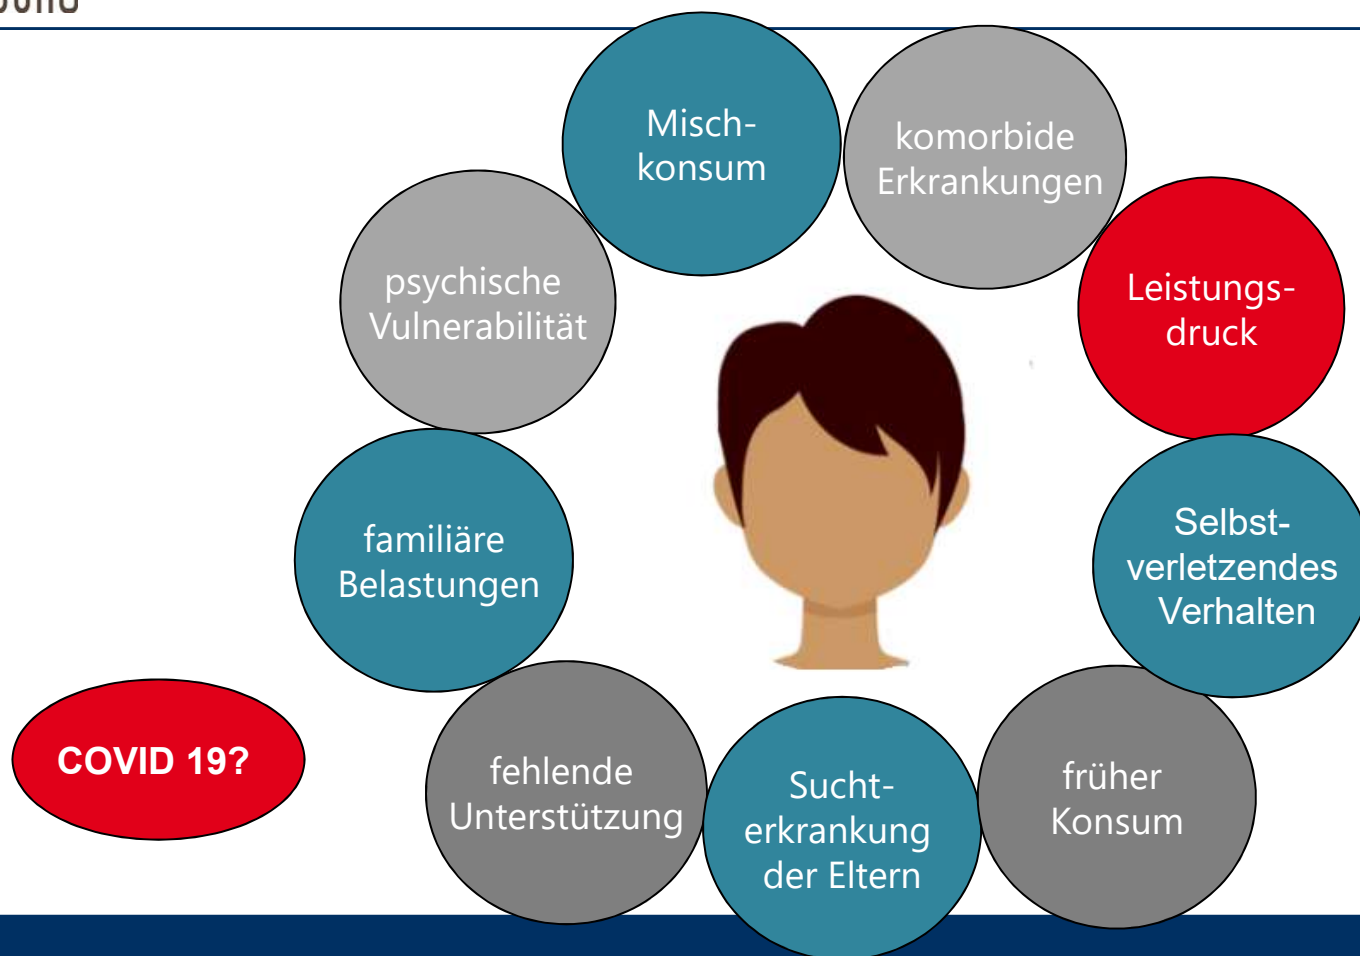 Misch-
konsum
komorbide
Erkrankungen
psychische
Vulnerabilität
Leistungs-
druck
familiäre
Belastungen
Selbst-
verletzendes
Verhalten
COVID 19?
fehlende
Unterstützung
Sucht-
erkrankung
der Eltern
früher
Konsum